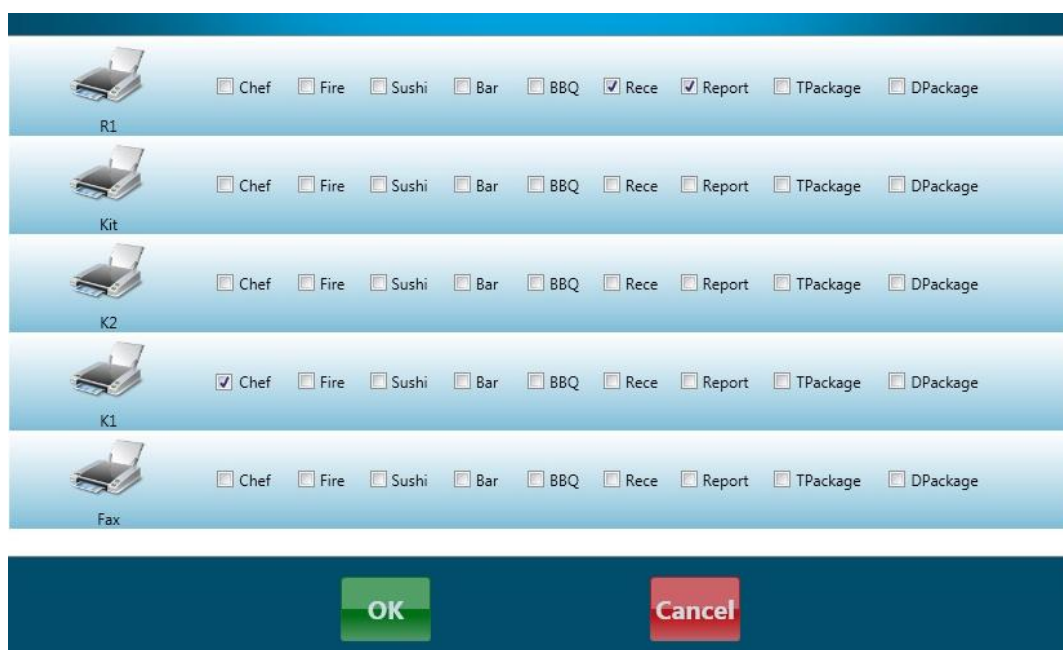 Chef Fire Sushi Bar BBQ Rece Report TPackage DPackage
R1
Chef Fire Sushi Bar BBQ Rece Report TPackage DPackage
Kit
Chef Fire Sushi Bar BBQ Rece Report TPackage DPackage
K2
Chef Fire Sushi Bar BBQ Rece Report TPackage DPackage
K1
Chef Fire Sushi Bar BBQ Rece Report TPackage DPackage
Fax
OK Cancel